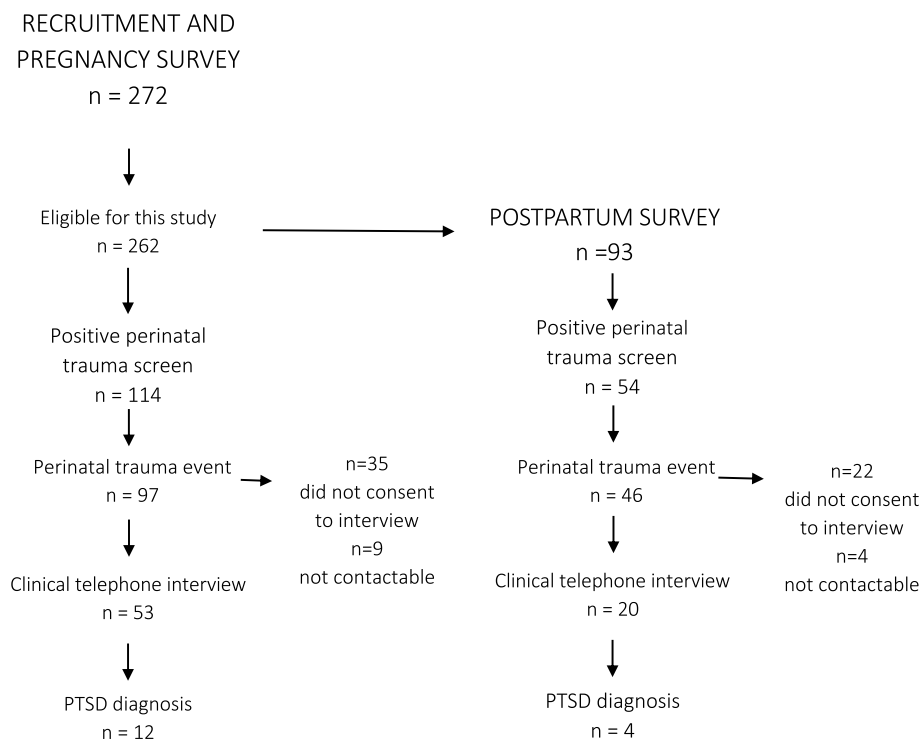 RECRUITMENT AND
PREGNANCY SURVEY
n = 272
Eligible for this study
n = 262
Positive perinatal
trauma screen
n = 114
Perinatal trauma event
n = 97
n=35
did not consent
to interview
n=9
not contactable
Clinical telephone interview
n = 53
PTSD diagnosis
n = 12
POSTPARTUM SURVEY
n =93
Positive perinatal
trauma screen
n = 54
Perinatal trauma event
n = 46
n=22
did not consent
to interview
n=4
not contactable
Clinical telephone interview
n = 20
PTSD diagnosis
n = 4